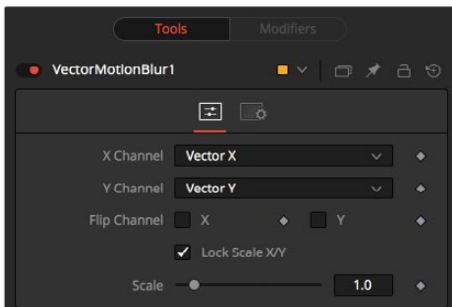 Tools Modifiers
VectorMotionBlur1
X Channel Vector X
Y Channel Vector Y
Flip Channel X Y
Lock Scale X/Y
Scale 1.0